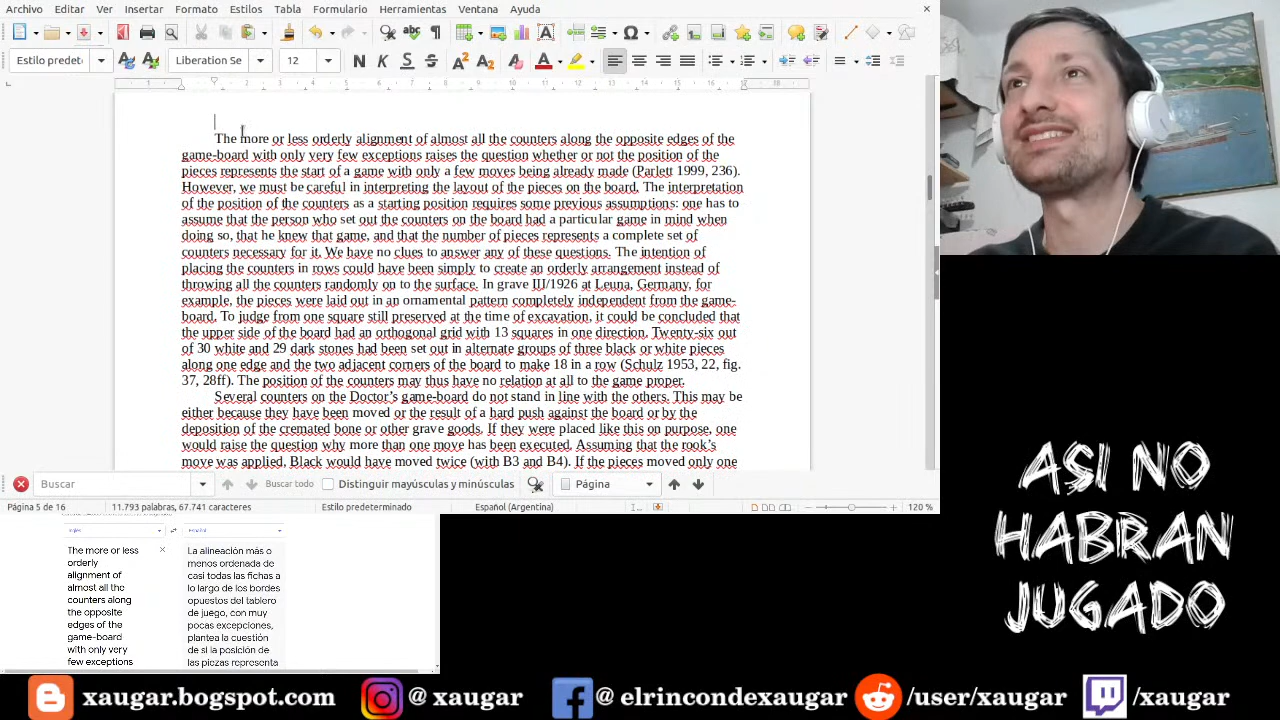 Archivo Editar Ver Insertar Formato Estilos Tabla Formulario Herramientas Ventana Ayuda
Estilo predet Liberation Se 12 N K S S A² A₂ A
1 1 2 3 4 5 6 7 8 9 10 11 12 13 14 15 16 17 18
The more or less orderly alignment of almost all the counters along the opposite edges of the
game-board with only very few exceptions raises the question whether or not the position of the
pieces represents the start of a game with only a few moves being already made (Parlett 1999, 236).
However, we must be careful in interpreting the layout of the pieces on the board. The interpretation
of the position of the counters as a starting position requires some previous assumptions: one has to
assume that the person who set out the counters on the board had a particular game in mind when
doing so, that he knew that game, and that the number of pieces represents a complete set of
counters necessary for it. We have no clues to answer any of these questions. The intention of
placing the counters in rows could have been simply to create an orderly arrangement instead of
throwing all the counters randomly on to the surface. In grave III/1926 at Leuna, Germany, for
example, the pieces were laid out in an ornamental pattern completely independent from the game-
board. To judge from one square still preserved at the time of excavation, it could be concluded that
the upper side of the board had an orthogonal grid with 13 squares in one direction. Twenty-six out
of 30 white and 29 dark stones had been set out in alternate groups of three black or white pieces
along one edge and the two adjacent corners of the board to make 18 in a row (Schulz 1953, 22, fig.
37, 28ff). The position of the counters may thus have no relation at all to the game proper.
Several counters on the Doctor's game-board do not stand in line with the others. This may be
either because they have been moved or the result of a hard push against the board or by the
deposition of the cremated bone or other grave goods. If they were placed like this on purpose, one
would raise the question why more than one move has been executed. Assuming that the rook's
move was applied, Black would have moved twice (with B3 and B4). If the pieces moved only one
Buscar Buscar todo Distinguir mayúsculas y minúsculas Página
Página 5 de 16 11.793 palabras, 67.741 caracteres Estilo predeterminado Español (Argentina) 120 %
The more or less
orderly
alignment of
almost all the
counters along
the opposite
edges of the
game-board
with only very
few exceptions
La alineación más o
menos ordenada de
casi todas las fichas a
lo largo de los bordes
opuestos del tablero
de juego, con muy
pocas excepciones,
plantea la cuestión
de si la posición de
las piezas representa
ASI NO
HABRAN
JUGADO
xaugar.bogspot.com @ xaugar @ elrincondexaugar /user/xaugar /xaugar